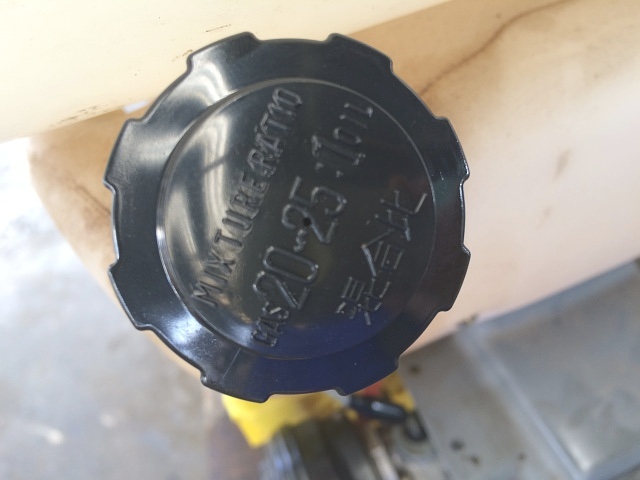 MIXTURE RATIO
GAS 20~25:1 OIL
混合比